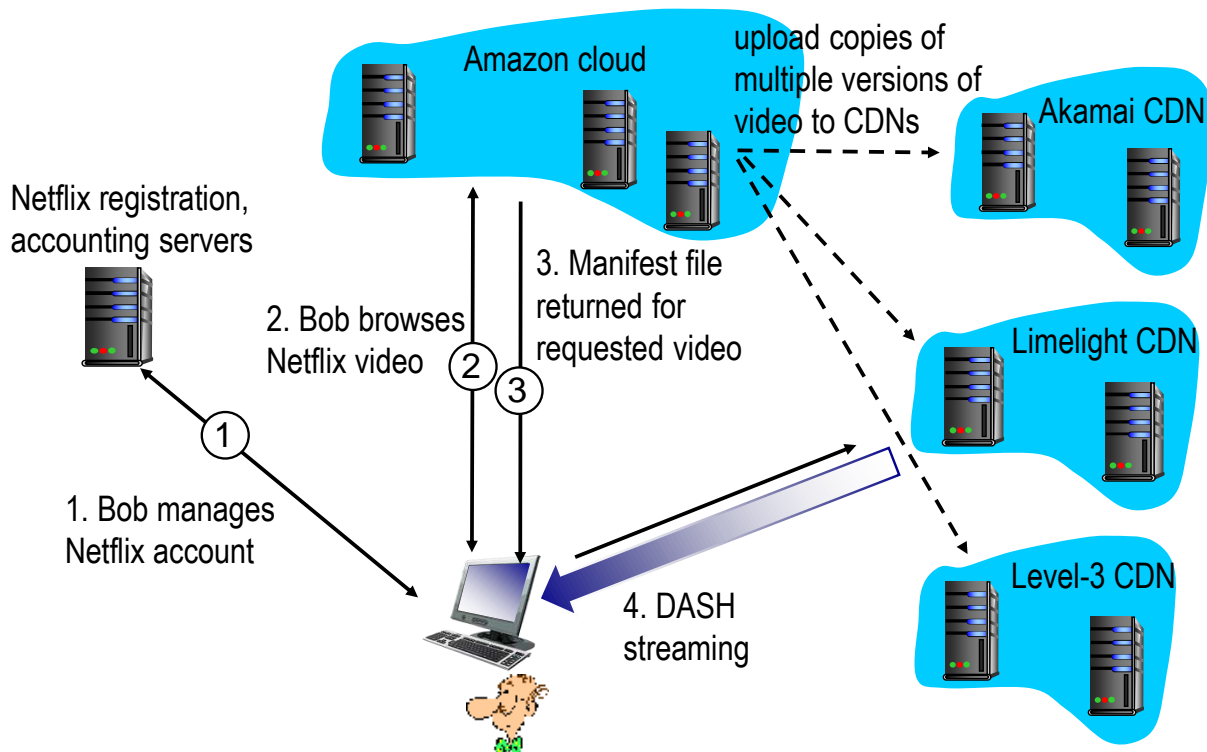 Amazon cloud
upload copies of
multiple versions of
video to CDNs
Akamai CDN
Netflix registration,
accounting servers
2. Bob browses
Netflix video
3. Manifest file
returned for
requested video
Limelight CDN
2
3
1
1. Bob manages
Netflix account
4. DASH
streaming
Level-3 CDN